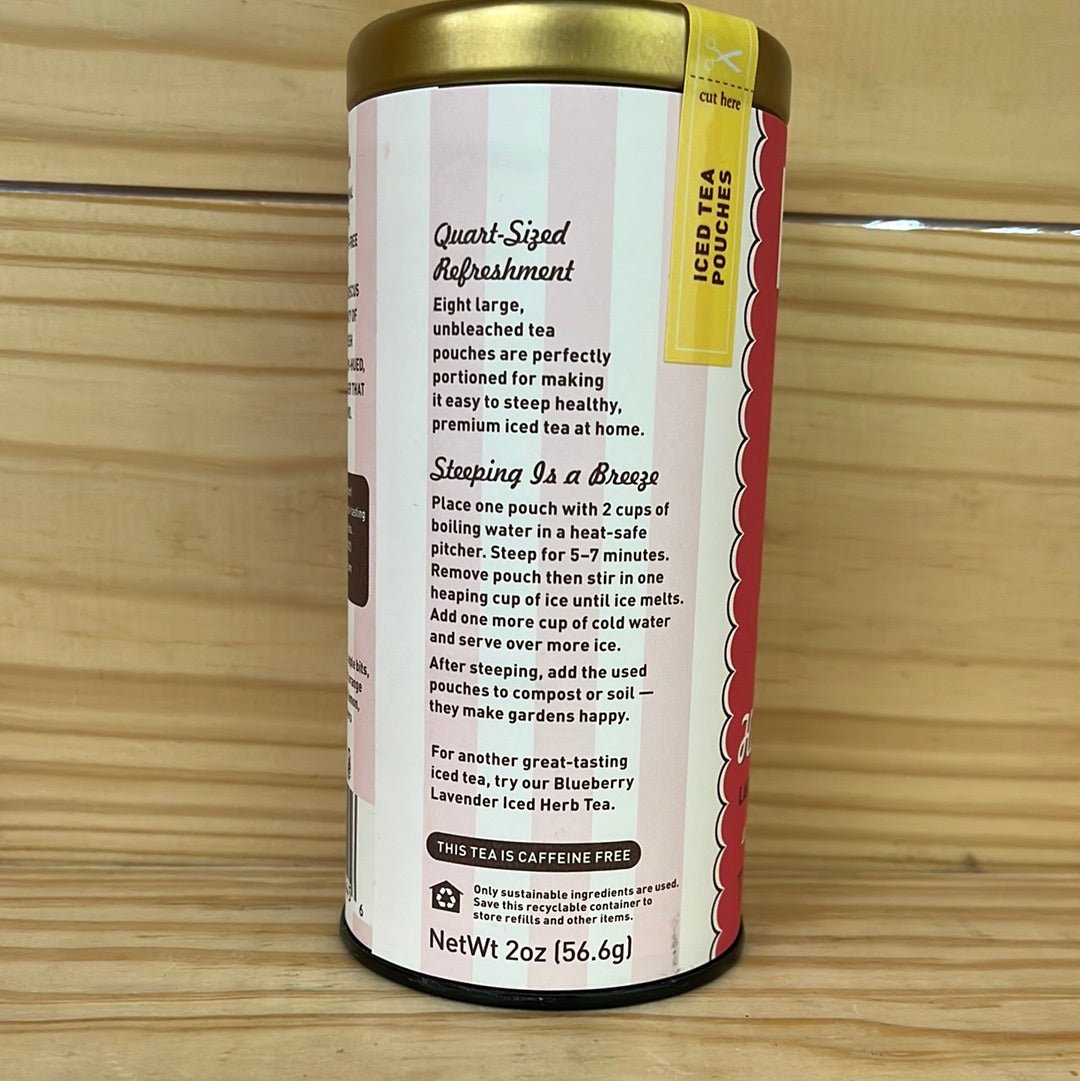 cut here
ICED TEA
POUCHES
Quart-Sized
Refreshment
Eight large,
unbleached tea
pouches are perfectly
portioned for making
it easy to steep healthy,
premium iced tea at home.
Steeping Is a Breeze
Place one pouch with 2 cups of
boiling water in a heat-safe
pitcher. Steep for 5–7 minutes.
Remove pouch then stir in one
heaping cup of ice until ice melts.
Add one more cup of cold water
and serve over more ice.
After steeping, add the used
pouches to compost or soil —
they make gardens happy.
For another great-tasting
iced tea, try our Blueberry
Lavender Iced Herb Tea.
THIS TEA IS CAFFEINE FREE
Only sustainable ingredients are used.
Save this recyclable container to
store refills and other items.
NetWt 2oz (56.6g)
THAT
bits,
6